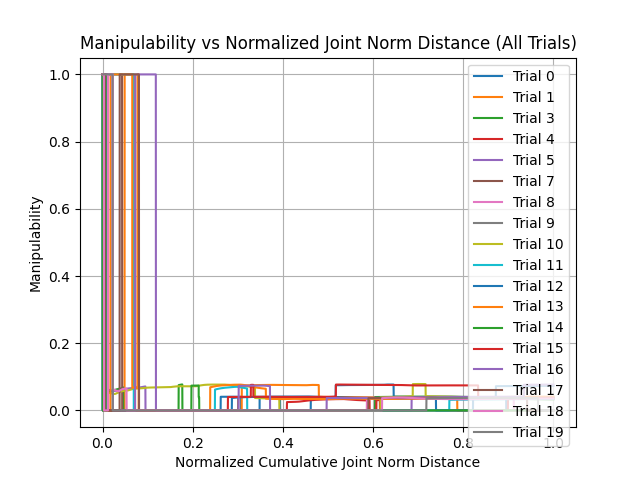 Manipulability vs Normalized Joint Norm Distance (All Trials)
1.0
0.8
0.6
0.4
0.2
0.0
Manipulability
Trial 0
Trial 1
Trial 3
Trial 4
Trial 5
Trial 7
Trial 8
Trial 9
Trial 10
Trial 11
Trial 12
Trial 13
Trial 14
Trial 15
Trial 16
Trial 17
Trial 18
Trial 19
0.0 0.2 0.4 0.6 0.8 1.0
Normalized Cumulative Joint Norm Distance